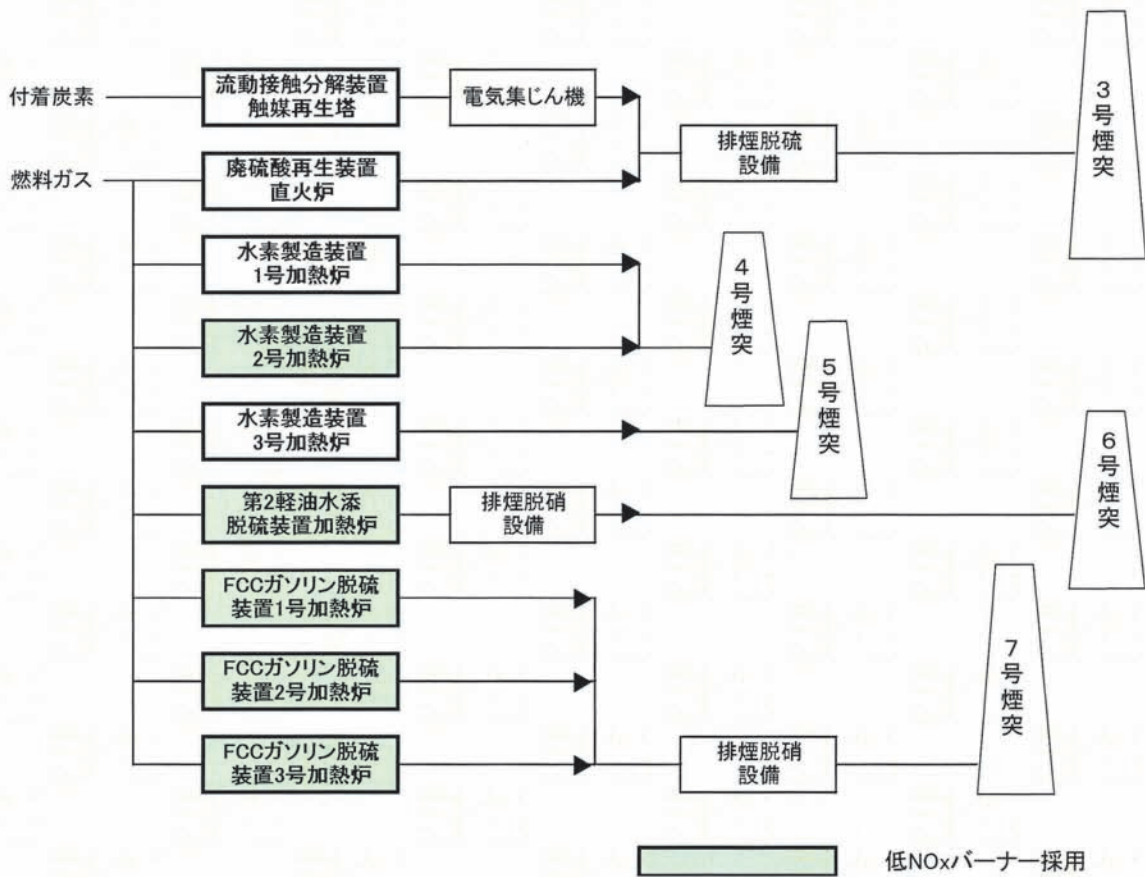 付着炭素
流動接触分解装置
触媒再生塔
電気集じん機
排煙脱硫
設備
3号煙突
燃料ガス
廃硫酸再生装置
直火炉
水素製造装置
1号加熱炉
4号煙突
水素製造装置
2号加熱炉
5号煙突
水素製造装置
3号加熱炉
6号煙突
第2軽油水添
脱硫装置加熱炉
排煙脱硝
設備
FCCガソリン脱硫
装置1号加熱炉
7号煙突
FCCガソリン脱硫
装置2号加熱炉
FCCガソリン脱硫
装置3号加熱炉
排煙脱硝
設備
低NOxバーナー採用